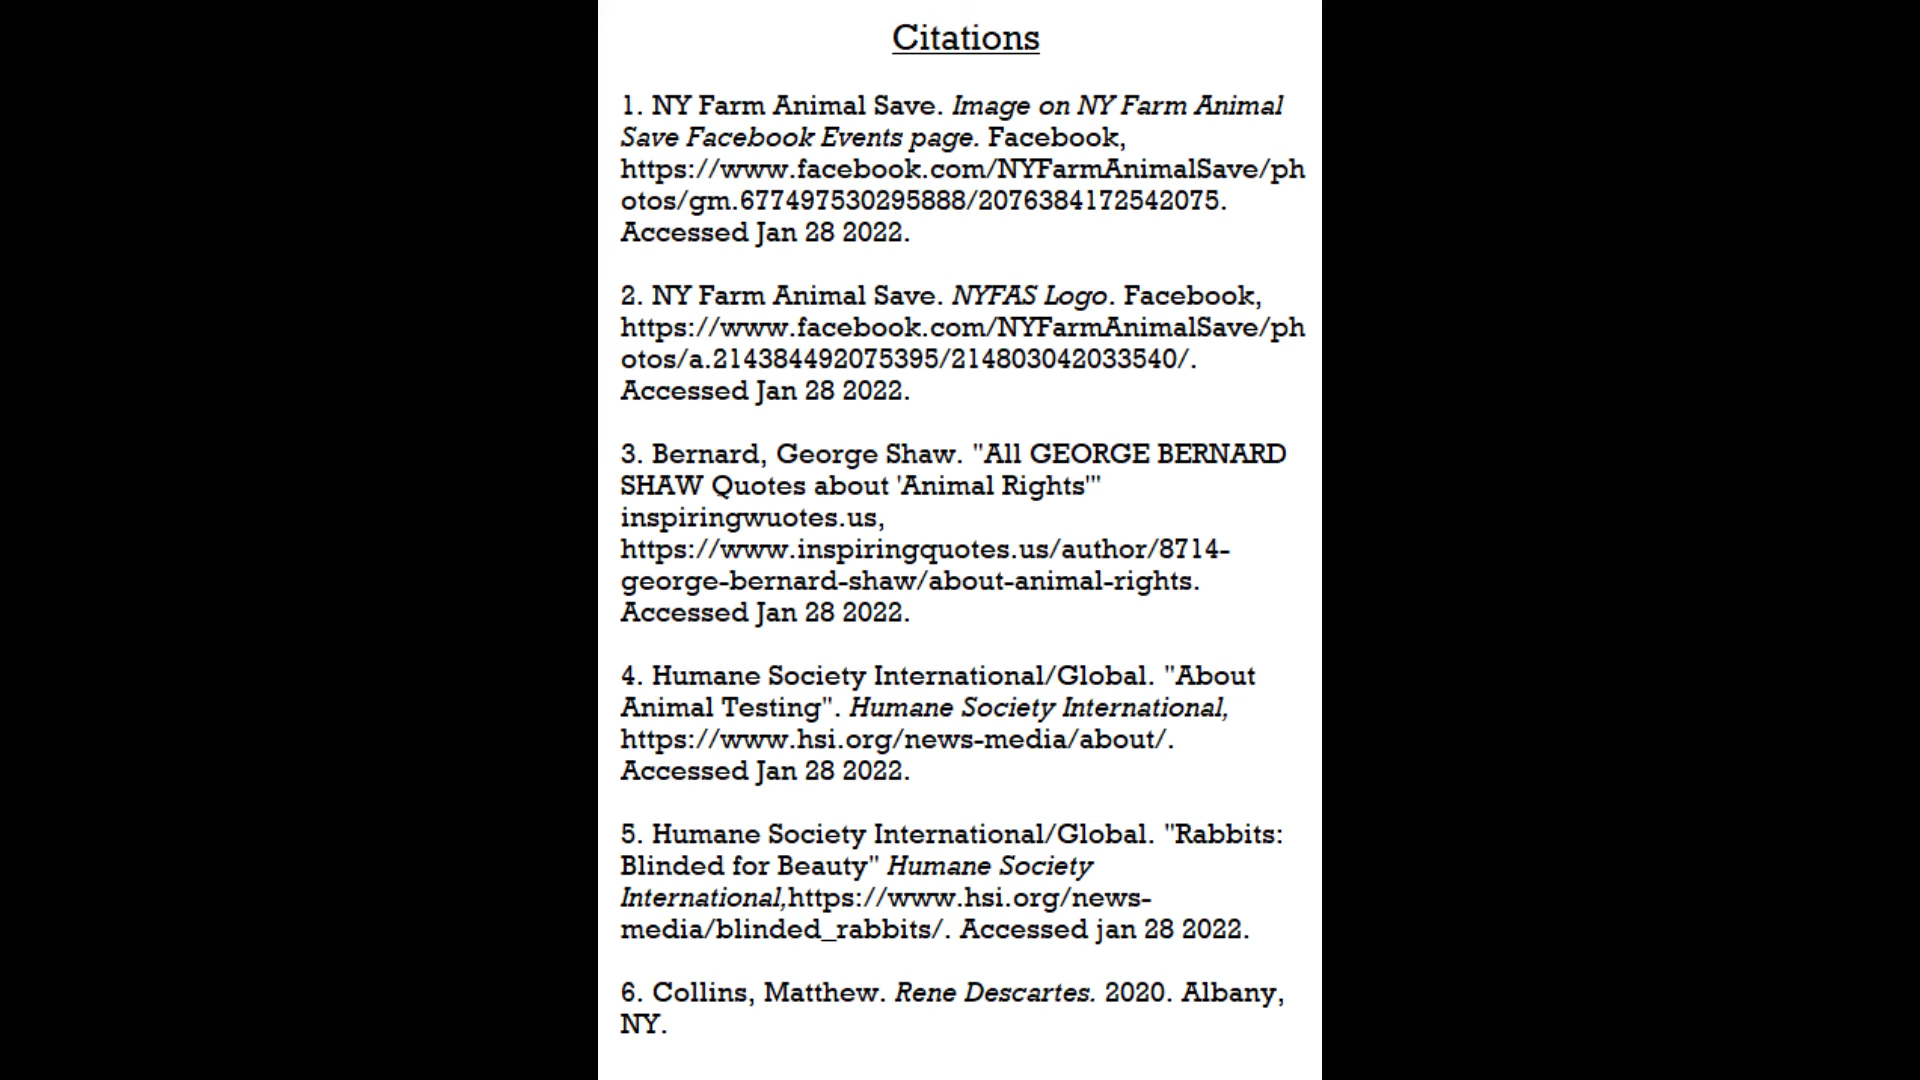 Citations
1. NY Farm Animal Save. Image on NY Farm Animal
Save Facebook Events page. Facebook,
https://www.facebook.com/NYFarmAnimalSave/ph
otos/gm.677497530295888/2076384172542075.
Accessed Jan 28 2022.
2. NY Farm Animal Save. NYFAS Logo. Facebook,
https://www.facebook.com/NYFarmAnimalSave/ph
otos/a.214384492075395/214803042033540/.
Accessed Jan 28 2022.
3. Bernard, George Shaw. "All GEORGE BERNARD
SHAW Quotes about 'Animal Rights'"
inspiringwuotes.us,
https://www.inspiringquotes.us/author/8714-
george-bernard-shaw/about-animal-rights.
Accessed Jan 28 2022.
4. Humane Society International/Global. "About
Animal Testing". Humane Society International,
https://www.hsi.org/news-media/about/.
Accessed Jan 28 2022.
5. Humane Society International/Global. "Rabbits:
Blinded for Beauty" Humane Society
International,https://www.hsi.org/news-
media/blinded_rabbits/. Accessed jan 28 2022.
6. Collins, Matthew. Rene Descartes. 2020. Albany,
NY.